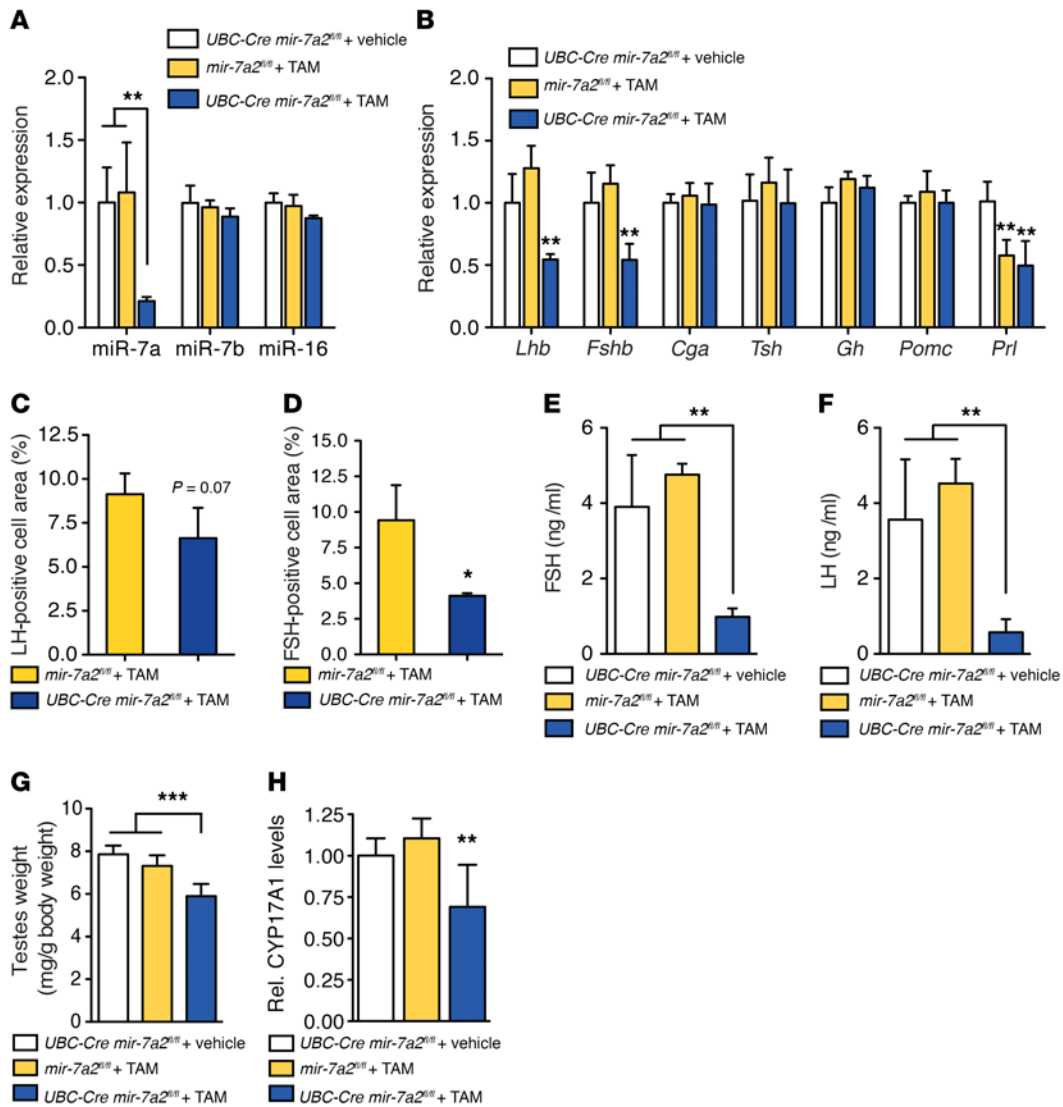 A
UBC-Cre mir-7a2fl/fl + vehicle
mir-7a2fl/fl + TAM
UBC-Cre mir-7a2fl/fl + TAM
Relative expression
2.0
1.5
1.0
0.5
0.0
**
miR-7a miR-7b miR-16
B
UBC-Cre mir-7a2fl/fl + vehicle
mir-7a2fl/fl + TAM
UBC-Cre mir-7a2fl/fl + TAM
Relative expression
2.0
1.5
1.0
0.5
0.0
** ** ** **
Lhb Fshb Cga Tsh Gh Pomc Prl
C
LH-positive cell area (%)
12.5
10.0
7.5
5.0
2.5
0.0
P = 0.07
mir-7a2fl/fl + TAM
UBC-Cre mir-7a2fl/fl + TAM
D
FSH-positive cell area (%)
15.0
12.5
10.0
7.5
5.0
2.5
0.0
*
mir-7a2fl/fl + TAM
UBC-Cre mir-7a2fl/fl + TAM
E
FSH (ng /ml)
6
4
2
0
**
UBC-Cre mir-7a2fl/fl + vehicle
mir-7a2fl/fl + TAM
UBC-Cre mir-7a2fl/fl + TAM
F
LH (ng /ml)
6
4
2
0
**
UBC-Cre mir-7a2fl/fl + vehicle
mir-7a2fl/fl + TAM
UBC-Cre mir-7a2fl/fl + TAM
G
Testes weight
(mg/g body weight)
8
6
4
2
0
***
UBC-Cre mir-7a2fl/fl + vehicle
mir-7a2fl/fl + TAM
UBC-Cre mir-7a2fl/fl + TAM
H
Rel. CYP17A1 levels
1.25
1.00
0.75
0.50
0.25
0.00
**
UBC-Cre mir-7a2fl/fl + vehicle
mir-7a2fl/fl + TAM
UBC-Cre mir-7a2fl/fl + TAM